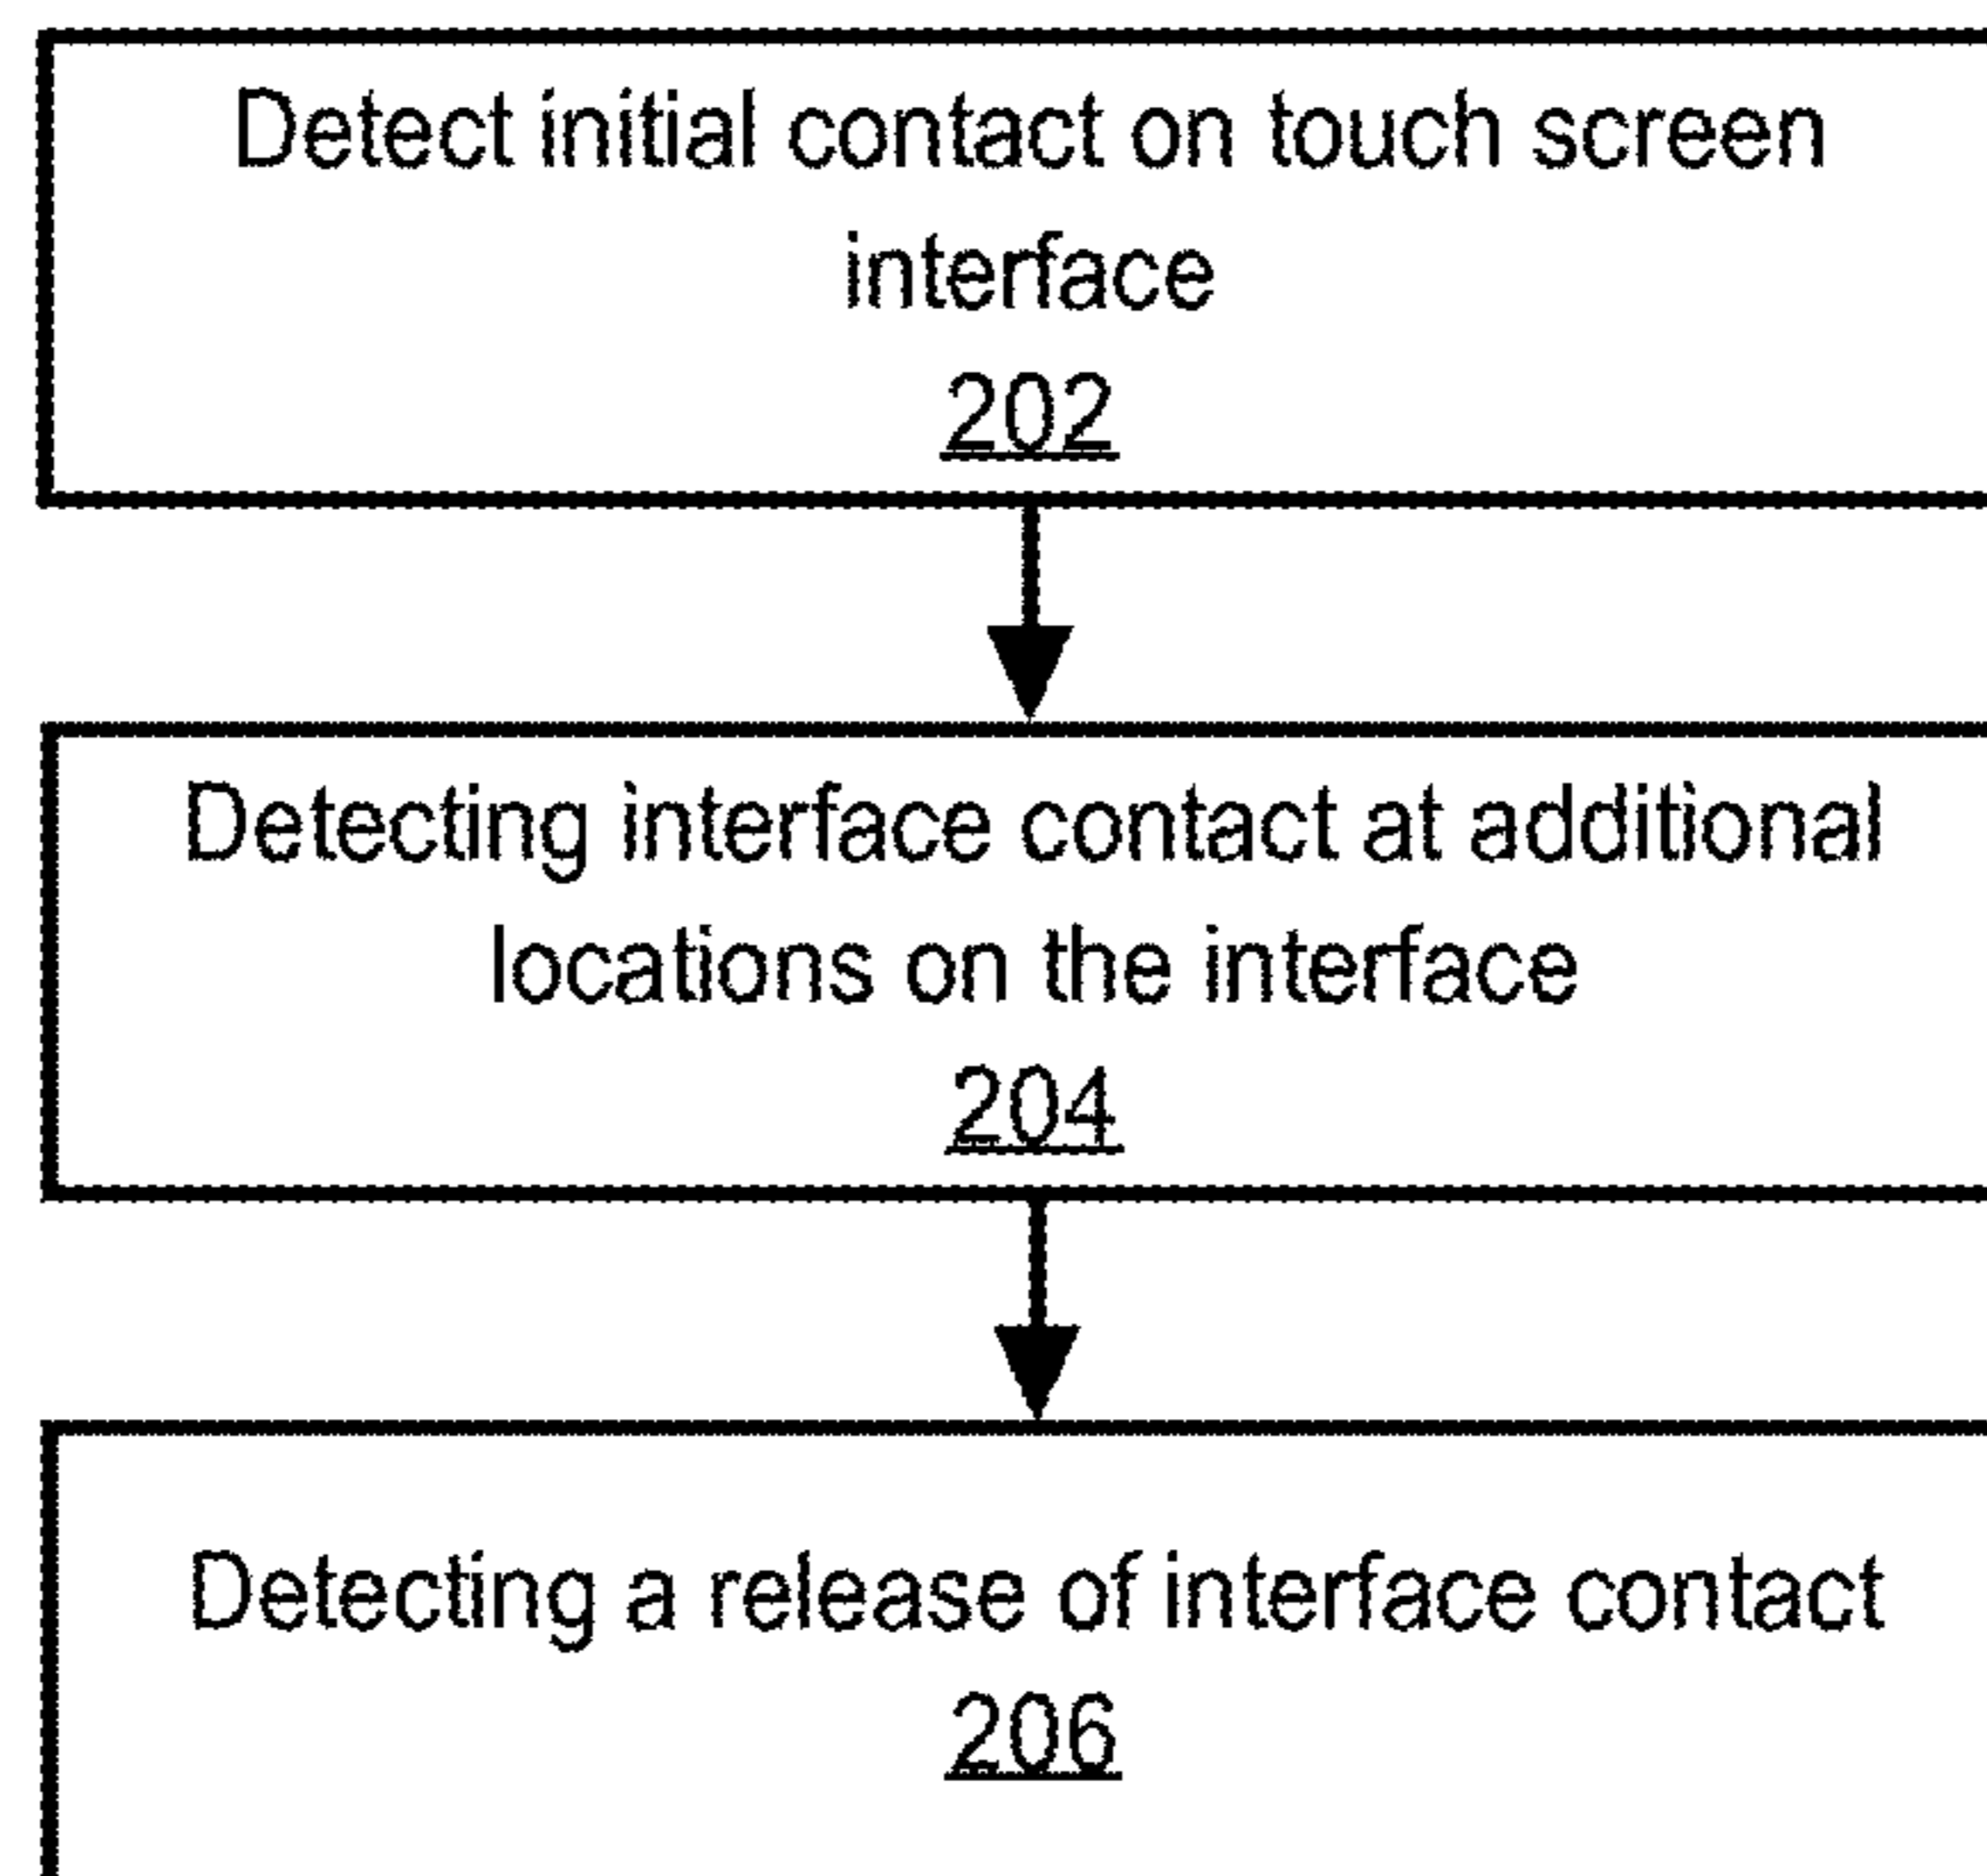 Detect initial contact on touch screen
interface
202
Detecting interface contact at additional
locations on the interface
204
Detecting a release of interface contact
206